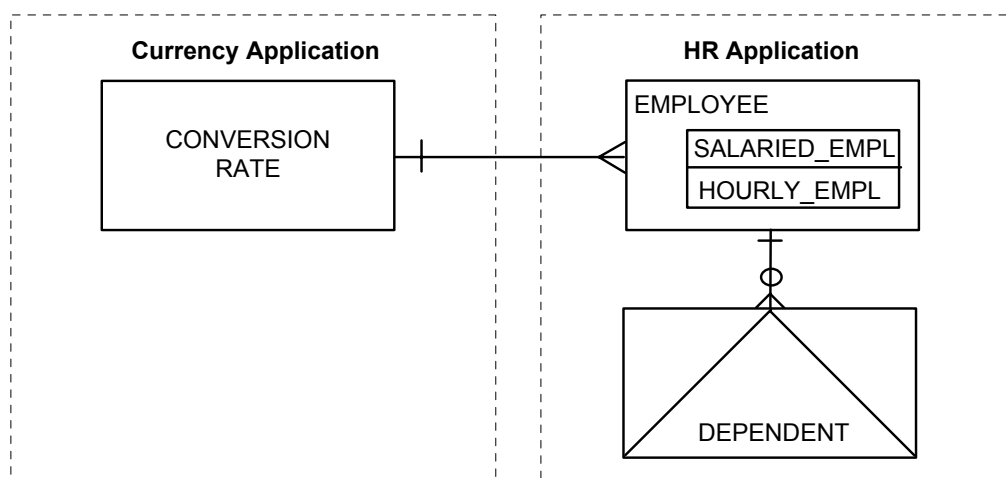 Currency Application
HR Application
CONVERSION
RATE
EMPLOYEE
SALARIED_EMPL
HOURLY_EMPL
DEPENDENT